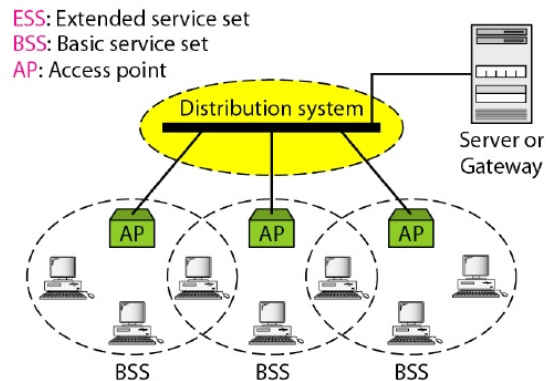 ESS: Extended service set
BSS: Basic service set
AP: Access point
Distribution system
Server or
Gateway
AP
AP
AP
BSS
BSS
BSS